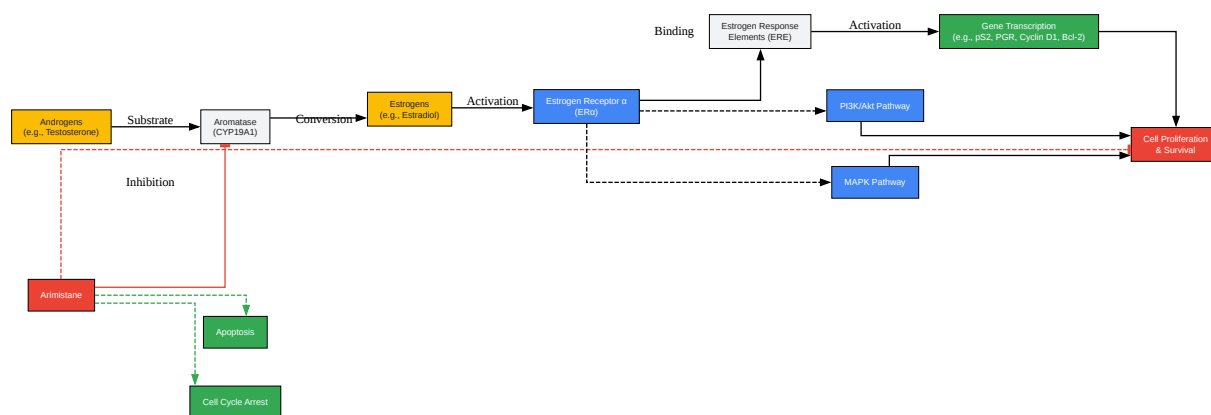 Binding
Estrogen Response
Elements (ERE)
Activation
Gene Transcription
(e.g., pS2, PGR, Cyclin D1, Bcl-2)
Androgens
(e.g., Testosterone)
Substrate
Aromatase
(CYP19A1)
Conversion
Estrogens
(e.g., Estradiol)
Activation
Estrogen Receptor α
(ERα)
PI3K/Akt Pathway
Cell Proliferation
& Survival
Inhibition
MAPK Pathway
Arimistane
Apoptosis
Cell Cycle Arrest